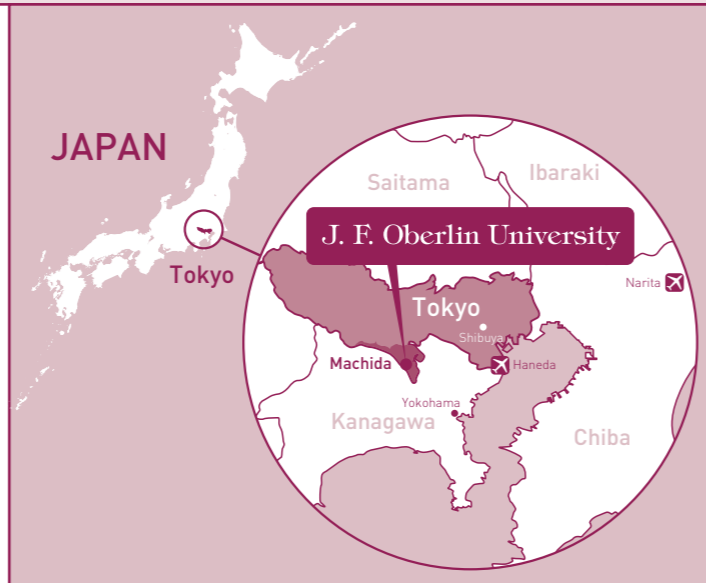 JAPAN
Tokyo
Saitama
Ibaraki
J. F. Oberlin University
Narita
Tokyo
Shibuya
Machida
Haneda
Yokohama
Kanagawa
Chiba